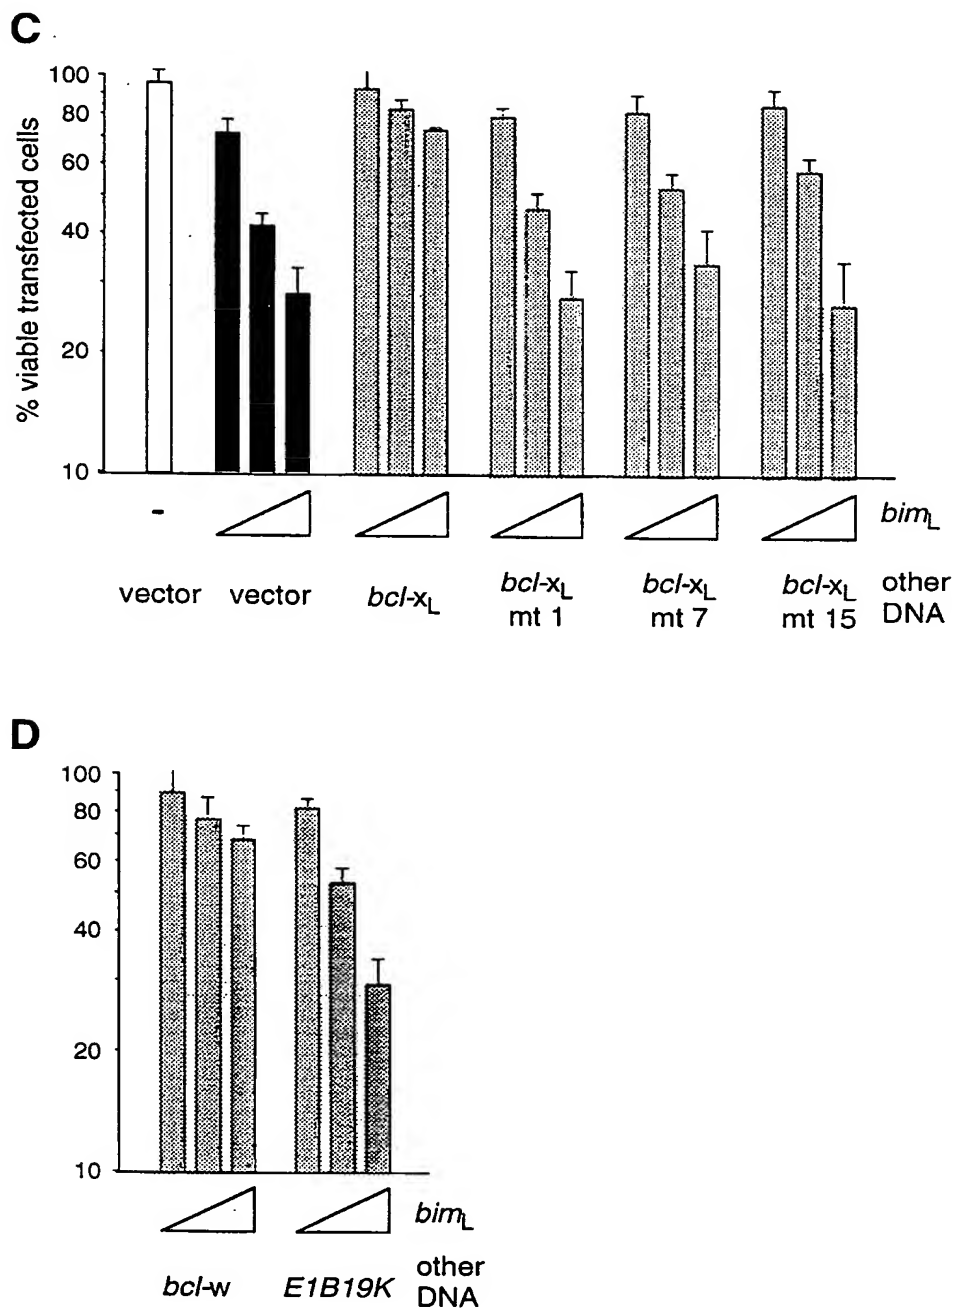 C
100
80
60
40
20
10
% viable transfected cells
- bimL
vector vector bcl-xL bcl-xL mt 1 bcl-xL mt 7 bcl-xL mt 15 other DNA
D
100
80
60
40
20
10
bimL
bcl-w E1B19K other DNA